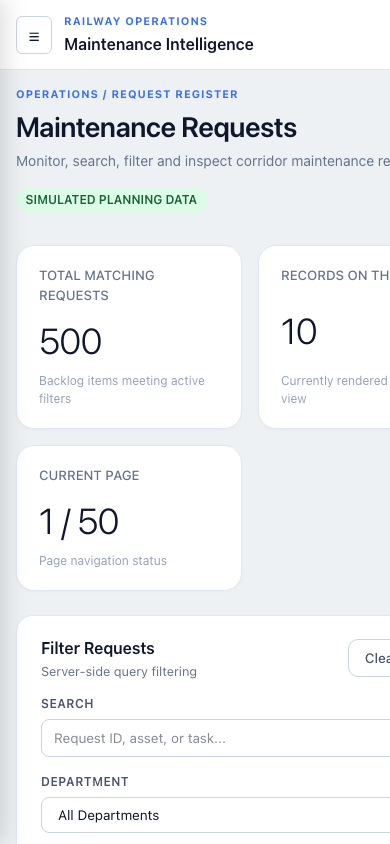 ☰
RAILWAY OPERATIONS
Maintenance Intelligence
OPERATIONS / REQUEST REGISTER
Maintenance Requests
Monitor, search, filter and inspect corridor maintenance re
SIMULATED PLANNING DATA
TOTAL MATCHING
REQUESTS
500
Backlog items meeting active
filters
RECORDS ON TH
10
Currently rendered
view
CURRENT PAGE
1 / 50
Page navigation status
Filter Requests
Server-side query filtering
Clea
SEARCH
Request ID, asset, or task...
DEPARTMENT
All Departments